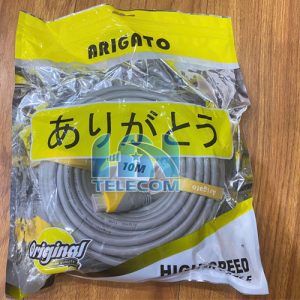 ARIGATO
ありがとう
10M
TELECOM
Original
HIGH-SPEED